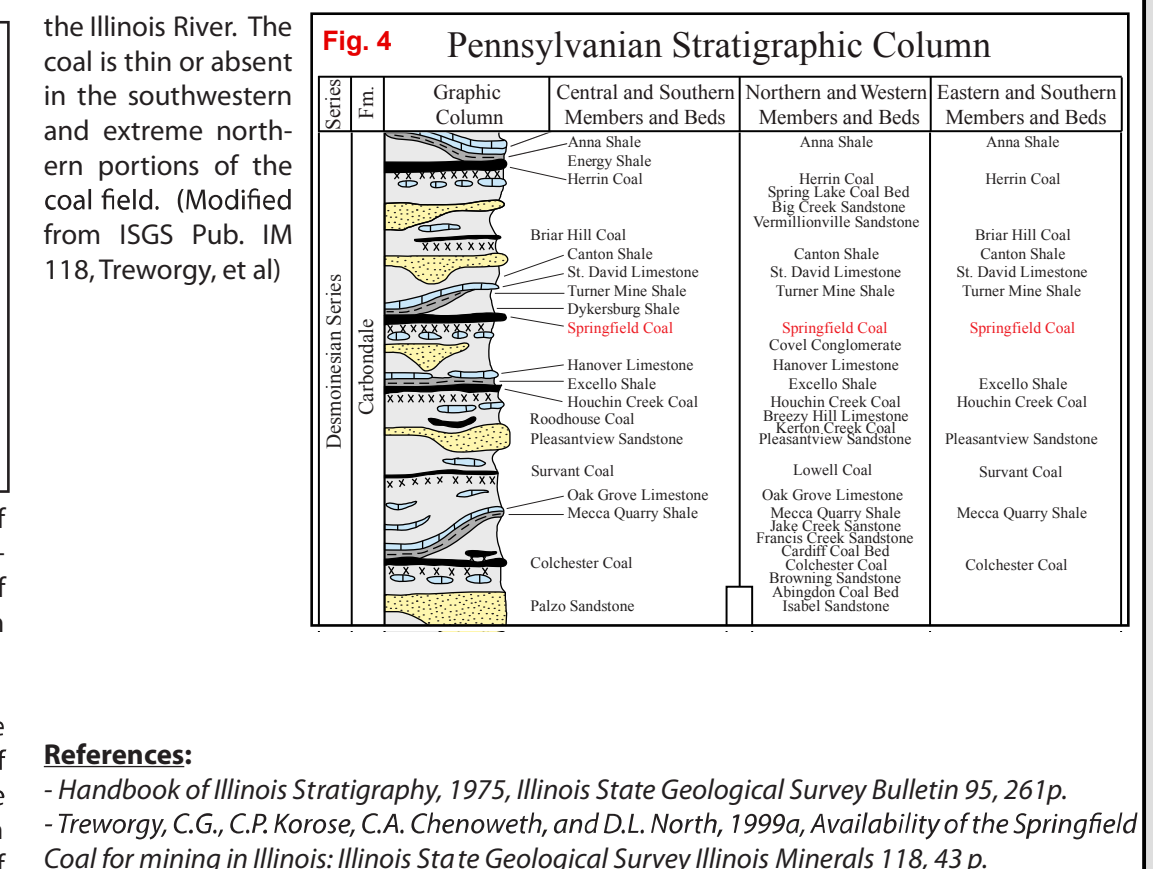 the Illinois River. The
coal is thin or absent
in the southwestern
and extreme north-
ern portions of the
coal field. (Modified
from ISGS Pub. IM
118, Treworgy, et al)
Fig. 4
Pennsylvanian Stratigraphic Column
Series
Fm.
Graphic
Column
Central and Southern
Members and Beds
Northern and Western
Members and Beds
Eastern and Southern
Members and Beds
Desmoinesian Series
Carbondale
Anna Shale
Energy Shale
Herrin Coal
Briar Hill Coal
Canton Shale
St. David Limestone
Turner Mine Shale
Dykersburg Shale
Springfield Coal
Hanover Limestone
Excello Shale
Houchin Creek Coal
Roodhouse Coal
Pleasantview Sandstone
Survant Coal
Oak Grove Limestone
Mecca Quarry Shale
Colchester Coal
Palzo Sandstone
Anna Shale
Herrin Coal
Spring Lake Coal Bed
Big Creek Sandstone
Vermillionville Sandstone
Canton Shale
St. David Limestone
Turner Mine Shale
Springfield Coal
Covel Conglomerate
Hanover Limestone
Excello Shale
Houchin Creek Coal
Breezy Hill Limestone
Kerton Creek Coal
Pleasantview Sandstone
Lowell Coal
Oak Grove Limestone
Mecca Quarry Shale
Jake Creek Sanstone
Francis Creek Sandstone
Cardiff Coal Bed
Colchester Coal
Browning Sandstone
Abingdon Coal Bed
Isabel Sandstone
Anna Shale
Herrin Coal
Briar Hill Coal
Canton Shale
St. David Limestone
Turner Mine Shale
Springfield Coal
Excello Shale
Houchin Creek Coal
Pleasantview Sandstone
Survant Coal
Mecca Quarry Shale
Colchester Coal
References:
- Handbook of Illinois Stratigraphy, 1975, Illinois State Geological Survey Bulletin 95, 261p.
- Treworgy, C.G., C.P. Korose, C.A. Chenoweth, and D.L. North, 1999a, Availability of the Springfield
Coal for mining in Illinois: Illinois State Geological Survey Illinois Minerals 118, 43 p.